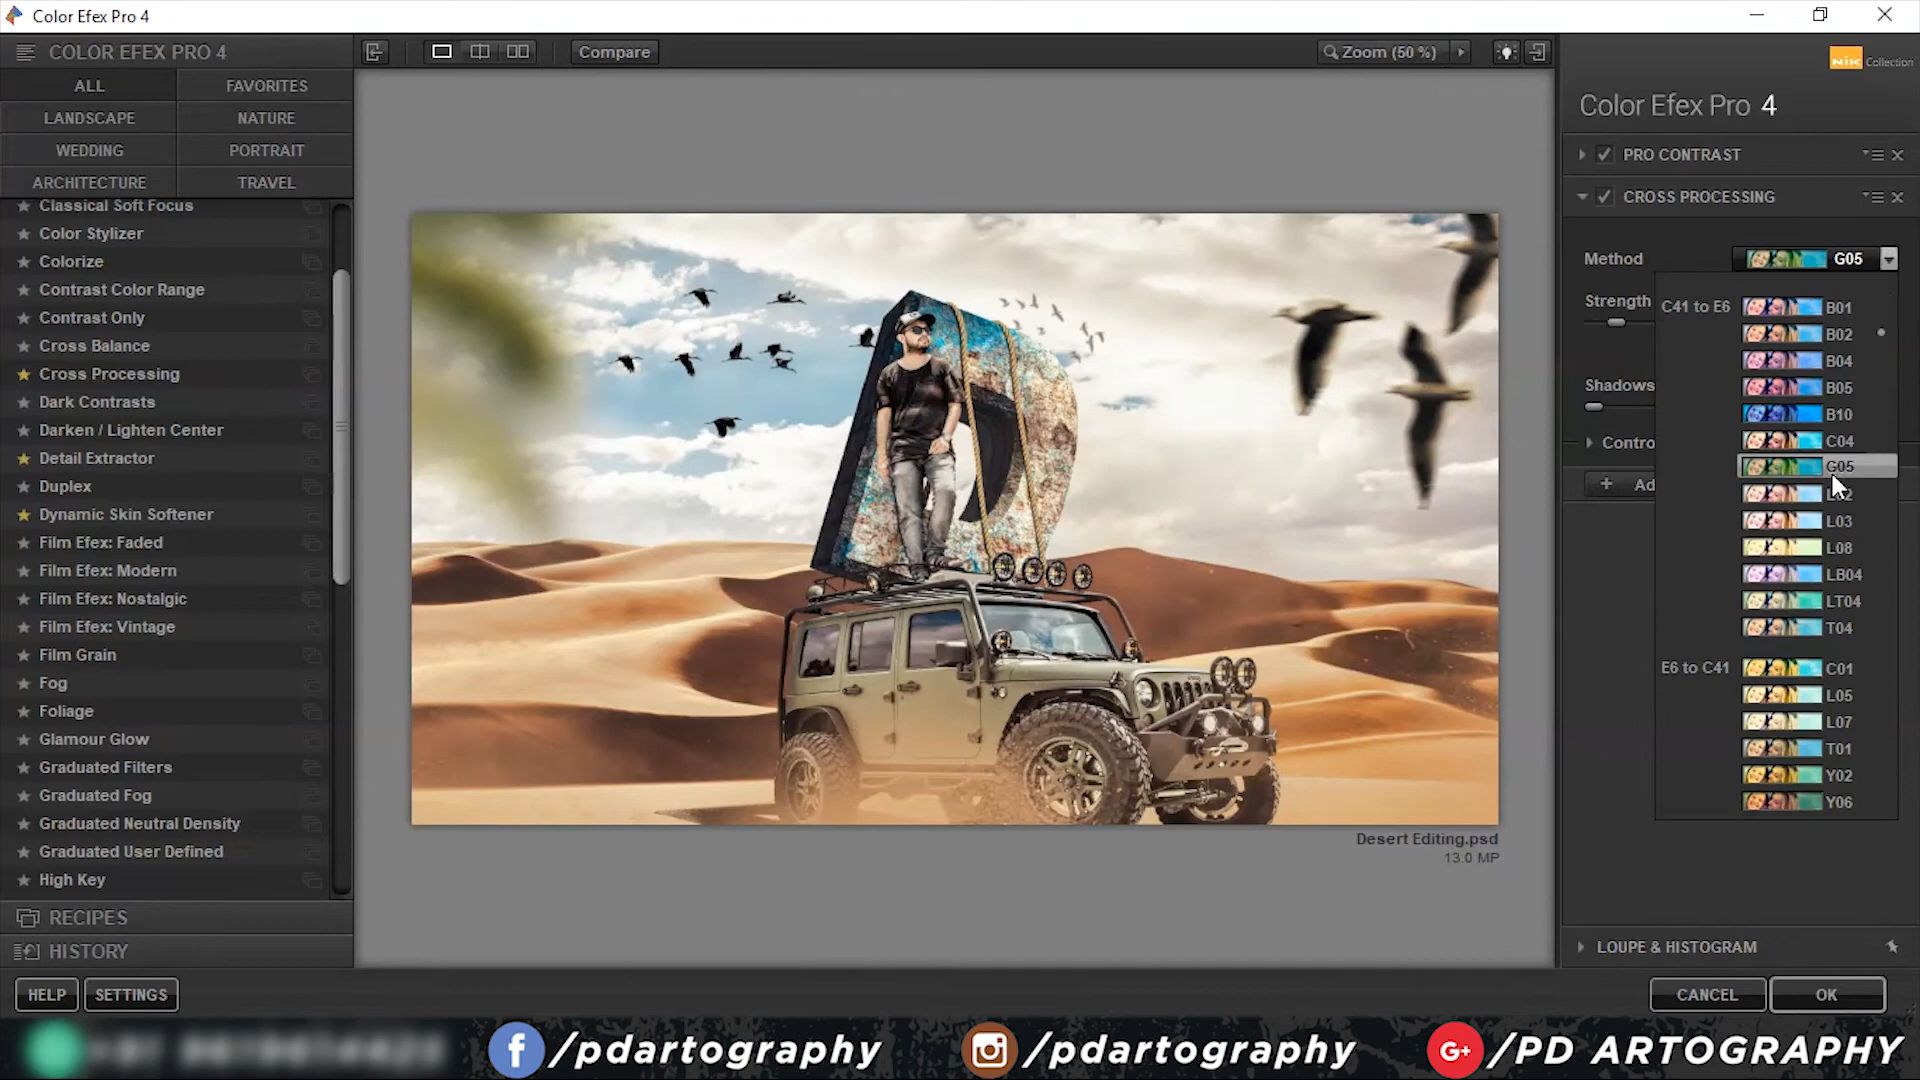 Color Efex Pro 4
COLOR EFEX PRO 4
ALL
FAVORITES
LANDSCAPE
NATURE
WEDDING
PORTRAIT
ARCHITECTURE
TRAVEL
Classical Soft Focus
Color Stylizer
Colorize
Contrast Color Range
Contrast Only
Cross Balance
Cross Processing
Dark Contrasts
Darken / Lighten Center
Detail Extractor
Duplex
Dynamic Skin Softener
Film Efex: Faded
Film Efex: Modern
Film Efex: Nostalgic
Film Efex: Vintage
Film Grain
Fog
Foliage
Glamour Glow
Graduated Filters
Graduated Fog
Graduated Neutral Density
Graduated User Defined
High Key
RECIPES
HISTORY
HELP
SETTINGS
Compare
Zoom (50 %)
Desert Editing.psd
13.0 MP
Nik Collection
Color Efex Pro 4
PRO CONTRAST
CROSS PROCESSING
Method
G05
Strength
Shadows
Contro
Ad
C41 to E6
B01
B02
B04
B05
B10
C04
G05
L03
L08
LB04
LT04
T04
E6 to C41
C01
L05
L07
T01
Y02
Y06
LOUPE & HISTOGRAM
CANCEL
OK
f /pdartography
/pdartography
G+ /PD ARTOGRAPHY